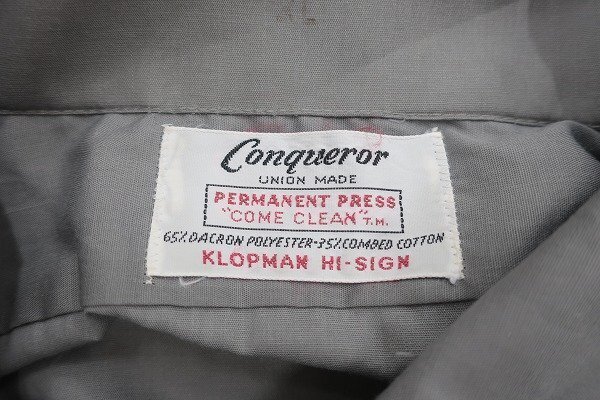 Conqueror
UNION MADE
PERMANENT PRESS
"COME CLEAN" T.M.
65% DACRON POLYESTER-35% COMBED COTTON
KLOPMAN HI-SIGN